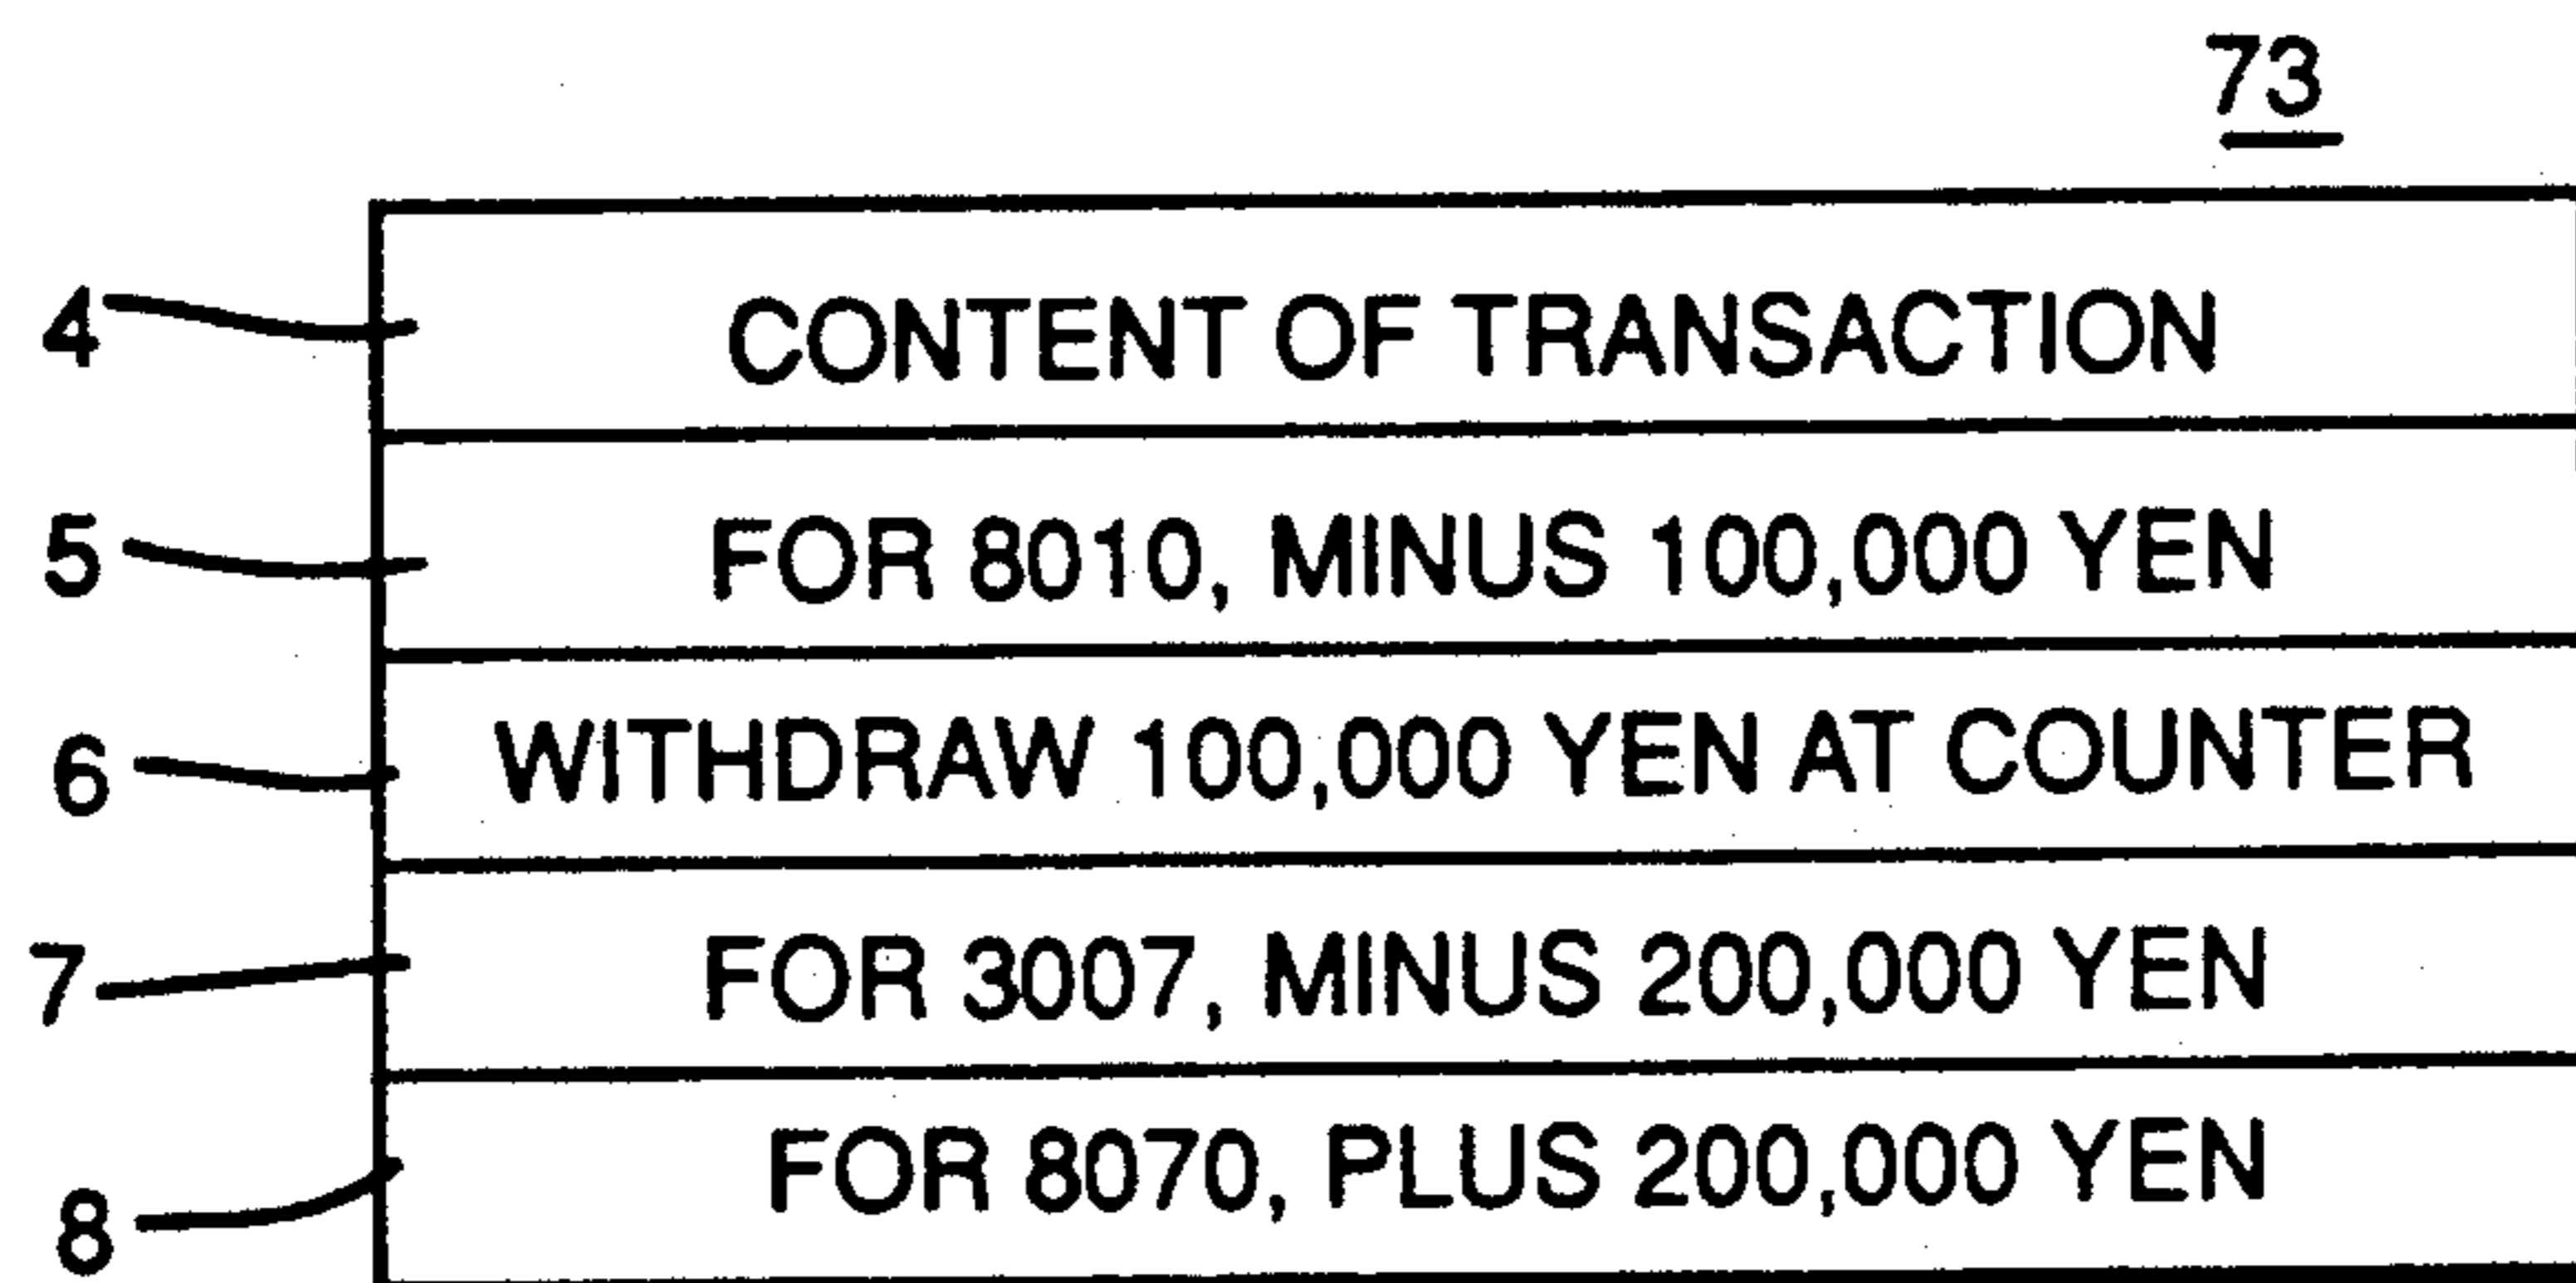 73
4 CONTENT OF TRANSACTION
5 FOR 8010, MINUS 100,000 YEN
6 WITHDRAW 100,000 YEN AT COUNTER
7 FOR 3007, MINUS 200,000 YEN
8 FOR 8070, PLUS 200,000 YEN